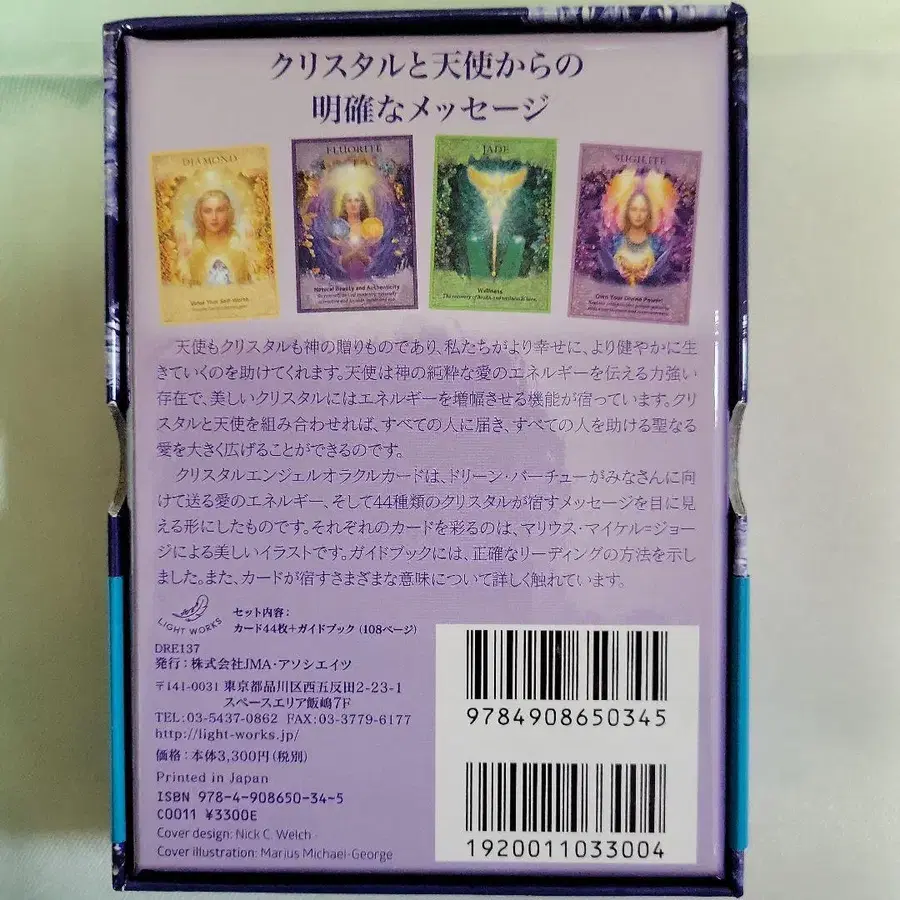 クリスタルと天使からの
明確なメッセージ
DIAMOND
FLUORITE
JADE
SUGILITE
Value Your Self-Worth
Natural Beauty and Authenticity
Wellness
Own Your Divine Power
天使もクリスタルも神の贈りものであり、私たちがより幸せに、より健やかに生
きていくのを助けてくれます。天使は神の純粋な愛のエネルギーを伝える力強い
存在で、美しいクリスタルにはエネルギーを増幅させる機能が宿っています。クリ
スタルと天使を組み合わせれば、すべての人に届き、すべての人を助ける聖なる
愛を大きく広げることができるのです。
クリスタルエンジェルオラクルカードは、ドリーン・バーチューがみなさんに向
けて送る愛のエネルギー、そして44種類のクリスタルが宿すメッセージを目に見
える形にしたものです。それぞれのカードを彩るのは、マリウス・マイケル=ジョー
ジによる美しいイラストです。ガイドブックには、正確なリーディングの方法を示し
ました。また、カードが宿すさまざまな意味について詳しく触れています。
LIGHT WORKS
セット内容：
カード44枚+ガイドブック (108ページ)
DRE137
発行：株式会社JMA・アソシエイツ
〒141-0031 東京都品川区西五反田2-23-1
スペースエリア飯嶋7F
TEL:03-5437-0862 FAX:03-3779-6177
http://light-works.jp/
価格：本体3,300円(税別)
Printed in Japan
ISBN 978-4-908650-34-5
C0011 ¥3300E
Cover design: Nick C. Welch
Cover illustration: Marius Michael-George
9784908650345
1920011033004